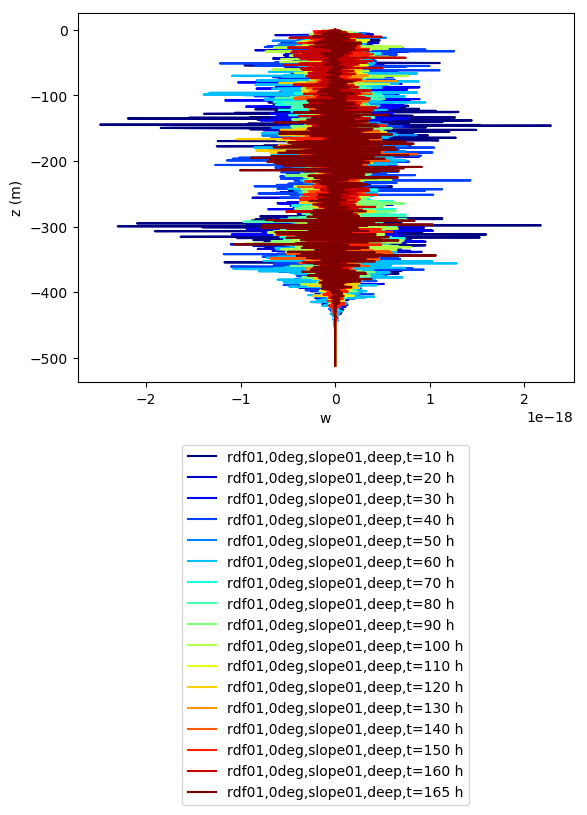 0
−100
−200
−300
−400
−500
z (m)
−2 −1 0 1 2
w
1e−18
rdf01,0deg,slope01,deep,t=10 h
rdf01,0deg,slope01,deep,t=20 h
rdf01,0deg,slope01,deep,t=30 h
rdf01,0deg,slope01,deep,t=40 h
rdf01,0deg,slope01,deep,t=50 h
rdf01,0deg,slope01,deep,t=60 h
rdf01,0deg,slope01,deep,t=70 h
rdf01,0deg,slope01,deep,t=80 h
rdf01,0deg,slope01,deep,t=90 h
rdf01,0deg,slope01,deep,t=100 h
rdf01,0deg,slope01,deep,t=110 h
rdf01,0deg,slope01,deep,t=120 h
rdf01,0deg,slope01,deep,t=130 h
rdf01,0deg,slope01,deep,t=140 h
rdf01,0deg,slope01,deep,t=150 h
rdf01,0deg,slope01,deep,t=160 h
rdf01,0deg,slope01,deep,t=165 h